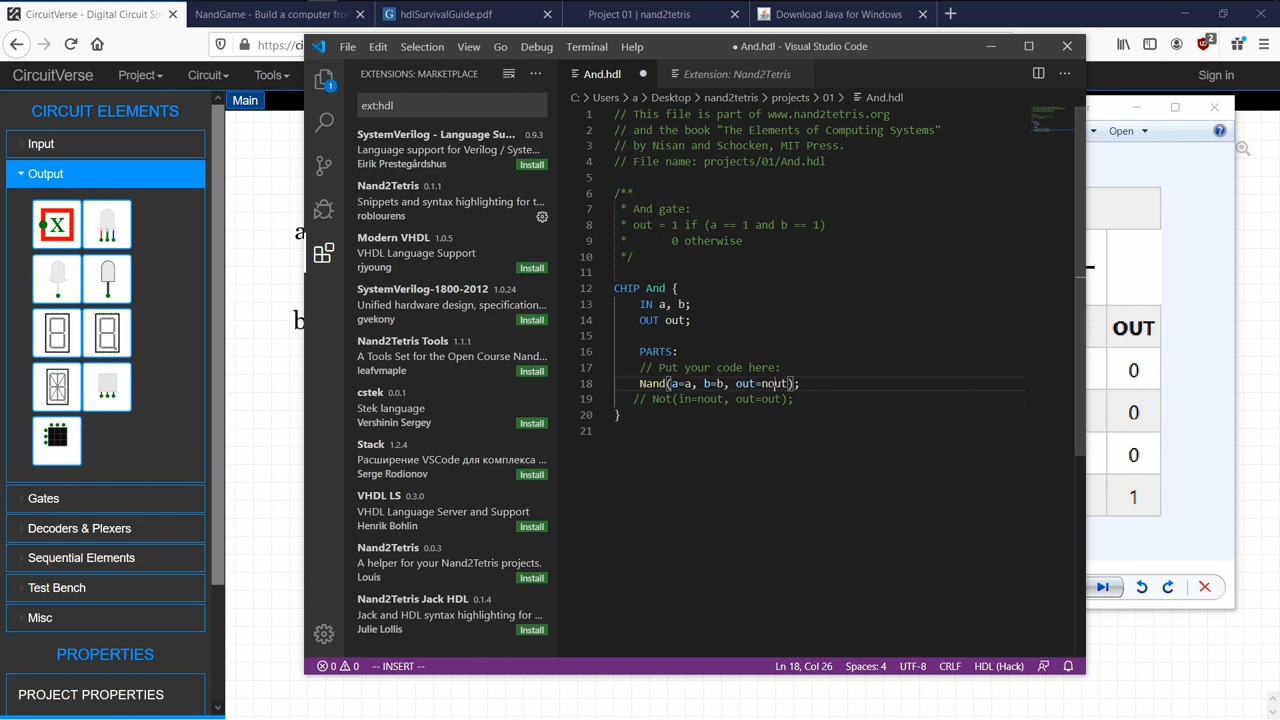 CircuitVerse - Digital Circuit Sim
NandGame - Build a computer from
hdlSurvivalGuide.pdf
Project 01 | nand2tetris
Download Java for Windows
https://ci
2
CircuitVerse
Project
Circuit
Tools
Sign in
Main
CIRCUIT ELEMENTS
Input
Output
X
Gates
Decoders & Plexers
Sequential Elements
Test Bench
Misc
PROPERTIES
PROJECT PROPERTIES
a
b
File Edit Selection View Go Debug Terminal Help
● And.hdl - Visual Studio Code
EXTENSIONS: MARKETPLACE
1
ext:hdl
SystemVerilog - Language Su... 0.9.3
Language support for Verilog / Syste...
Eirik Prestegårdshus Install
Nand2Tetris 0.1.1
Snippets and syntax highlighting for t...
roblourens
Modern VHDL 1.0.5
VHDL Language Support
rjyoung Install
SystemVerilog-1800-2012 1.0.24
Unified hardware design, specification...
gvekony Install
Nand2Tetris Tools 1.1.1
A Tools Set for the Open Course Nand...
leafvmaple Install
cstek 0.0.1
Stek language
Vershinin Sergey Install
Stack 1.2.4
Расширение VSCode для комплекса ...
Serge Rodionov Install
VHDL LS 0.3.0
VHDL Language Server and Support
Henrik Bohlin Install
Nand2Tetris 0.0.3
A helper for your Nand2Tetris projects.
Louis Install
Nand2Tetris Jack HDL 0.1.4
Jack and HDL syntax highlighting for ...
Julie Lollis Install
And.hdl
Extension: Nand2Tetris
C: > Users > a > Desktop > nand2tetris > projects > 01 > And.hdl
1 // This file is part of www.nand2tetris.org
2 // and the book "The Elements of Computing Systems"
3 // by Nisan and Schocken, MIT Press.
4 // File name: projects/01/And.hdl
5
6 /**
7 * And gate:
8 * out = 1 if (a == 1 and b == 1)
9 * 0 otherwise
10 */
11
12 CHIP And {
13 IN a, b;
14 OUT out;
15
16 PARTS:
17 // Put your code here:
18 Nand(a=a, b=b, out=nout);
19 // Not(in=nout, out=out);
20 }
21
0 0
-- INSERT --
Ln 18, Col 26
Spaces: 4
UTF-8
CRLF
HDL (Hack)
Open
OUT
0
0
0
1